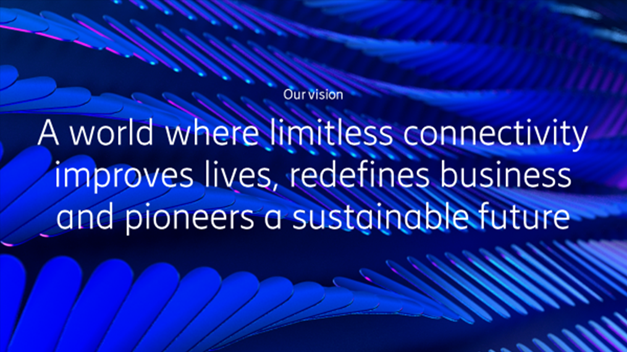 Our vision
A world where limitless connectivity
improves lives, redefines business
and pioneers a sustainable future